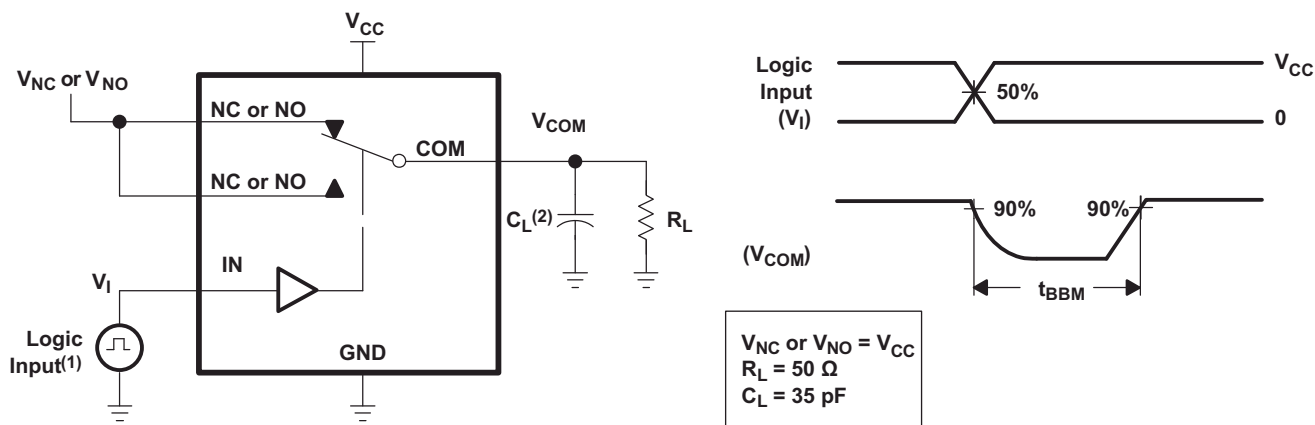 V_CC
V_NC or V_NO
NC or NO
V_COM
COM
NC or NO
C_L(2)
R_L
IN
V_I
Logic
Input(1)
GND
Logic
Input
(V_I)
V_CC
50%
0
90%
90%
(V_COM)
t_BBM
V_NC or V_NO = V_CC
R_L = 50 Ω
C_L = 35 pF